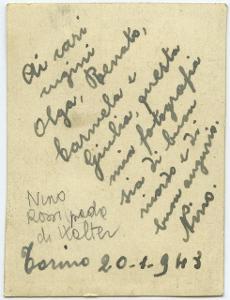 Ai cari
cugini
Olga, Renato,
Carmela e
Giulia, questa
mia fotografia
sia di buon
ricordo e di
buon augurio.
Nino.
Nino
Rossi padre
di Walter
Torino 20-1-943